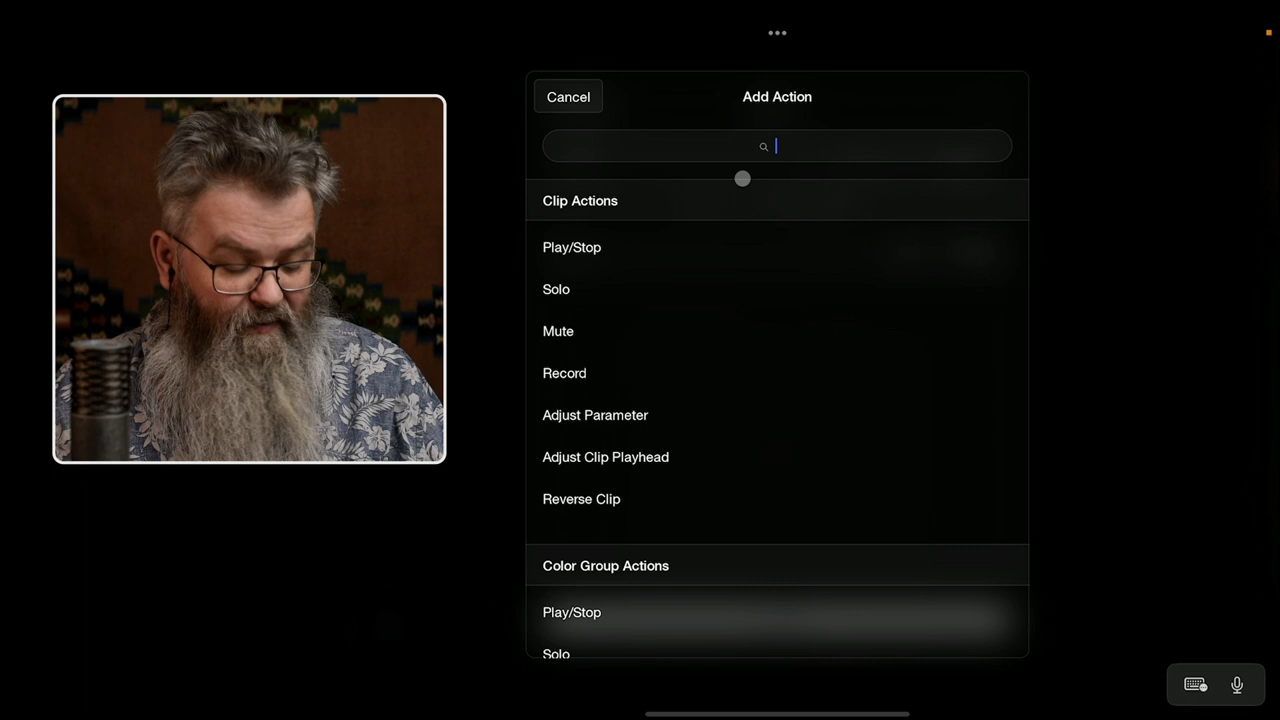 Cancel
Add Action
Clip Actions
Play/Stop
Solo
Mute
Record
Adjust Parameter
Adjust Clip Playhead
Reverse Clip
Color Group Actions
Play/Stop
Solo